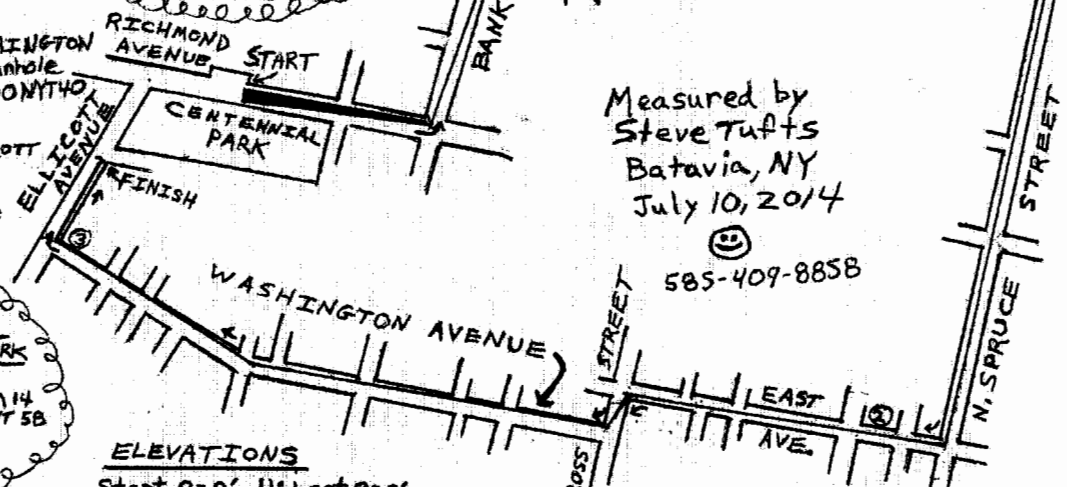 RICHMOND
AVENUE
START
BANK
CENTENNIAL
PARK
ELLICOTT
AVENUE
FINISH
③
Measured by
Steve Tufts
Batavia, NY
July 10, 2014
585-409-8858
STREET
N. SPRUCE
WASHINGTON AVENUE
STREET
EAST
AVE.
②
ELEVATIONS